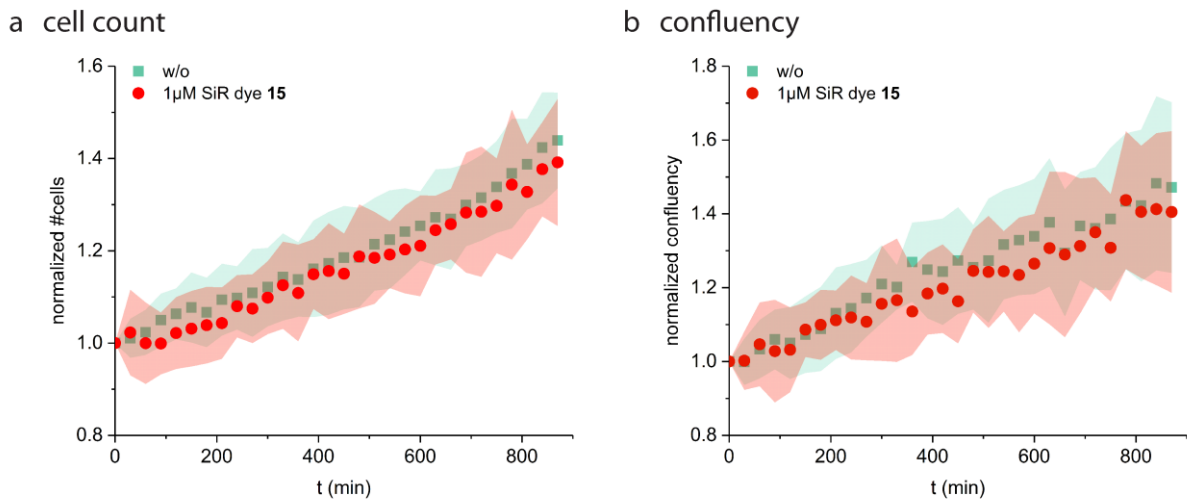 a cell count
w/o
1µM SiR dye 15
normalized #cells
1.6
1.4
1.2
1.0
0.8
0
200
400
600
800
t (min)
b confluency
w/o
1µM SiR dye 15
normalized confluency
1.8
1.6
1.4
1.2
1.0
0.8
0
200
400
600
800
t (min)